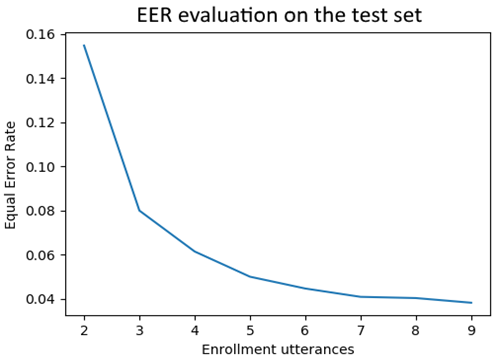 EER evaluation on the test set
0.16
0.14
0.12
0.10
0.08
0.06
0.04
Equal Error Rate
2 3 4 5 6 7 8 9
Enrollment utterances